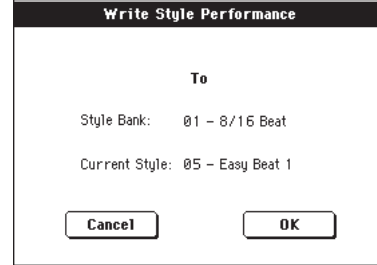 Write Style Performance
To
Style Bank: 01 - 8/16 Beat
Current Style: 05 - Easy Beat 1
Cancel OK